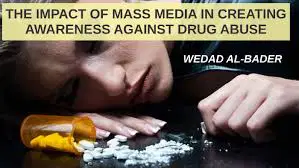 THE IMPACT OF MASS MEDIA IN CREATING
AWARENESS AGAINST DRUG ABUSE
WEDAD AL-BADER